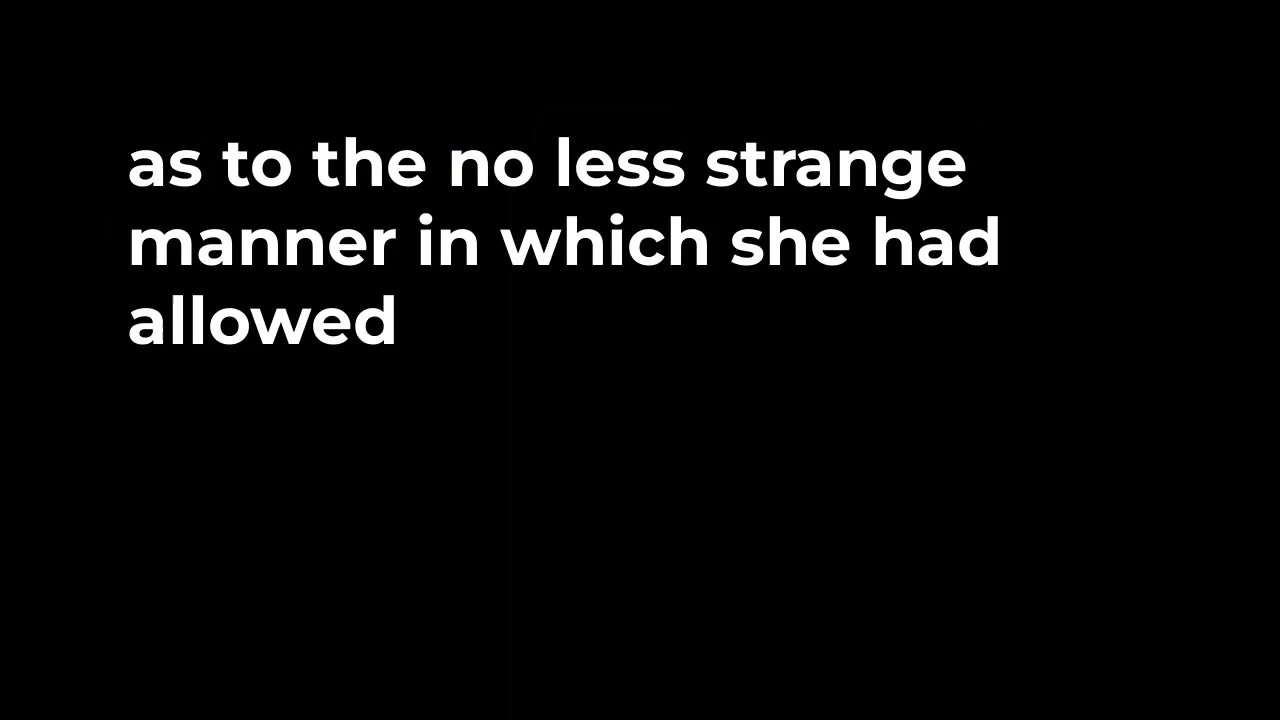 as to the no less strange
manner in which she had
allowed